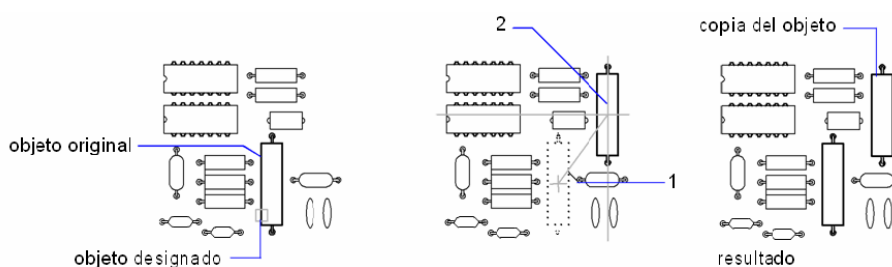 2
copia del objeto
objeto original
1
objeto designado
resultado